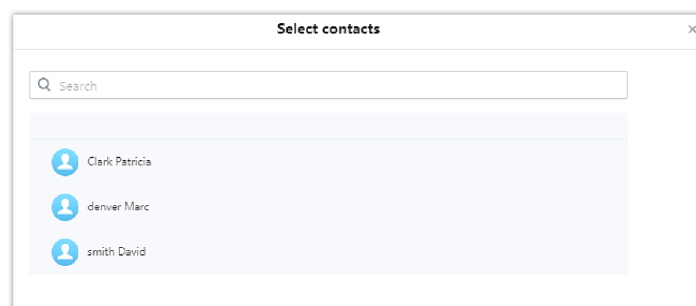 Select contacts
Search
Clark Patricia
denver Marc
smith David